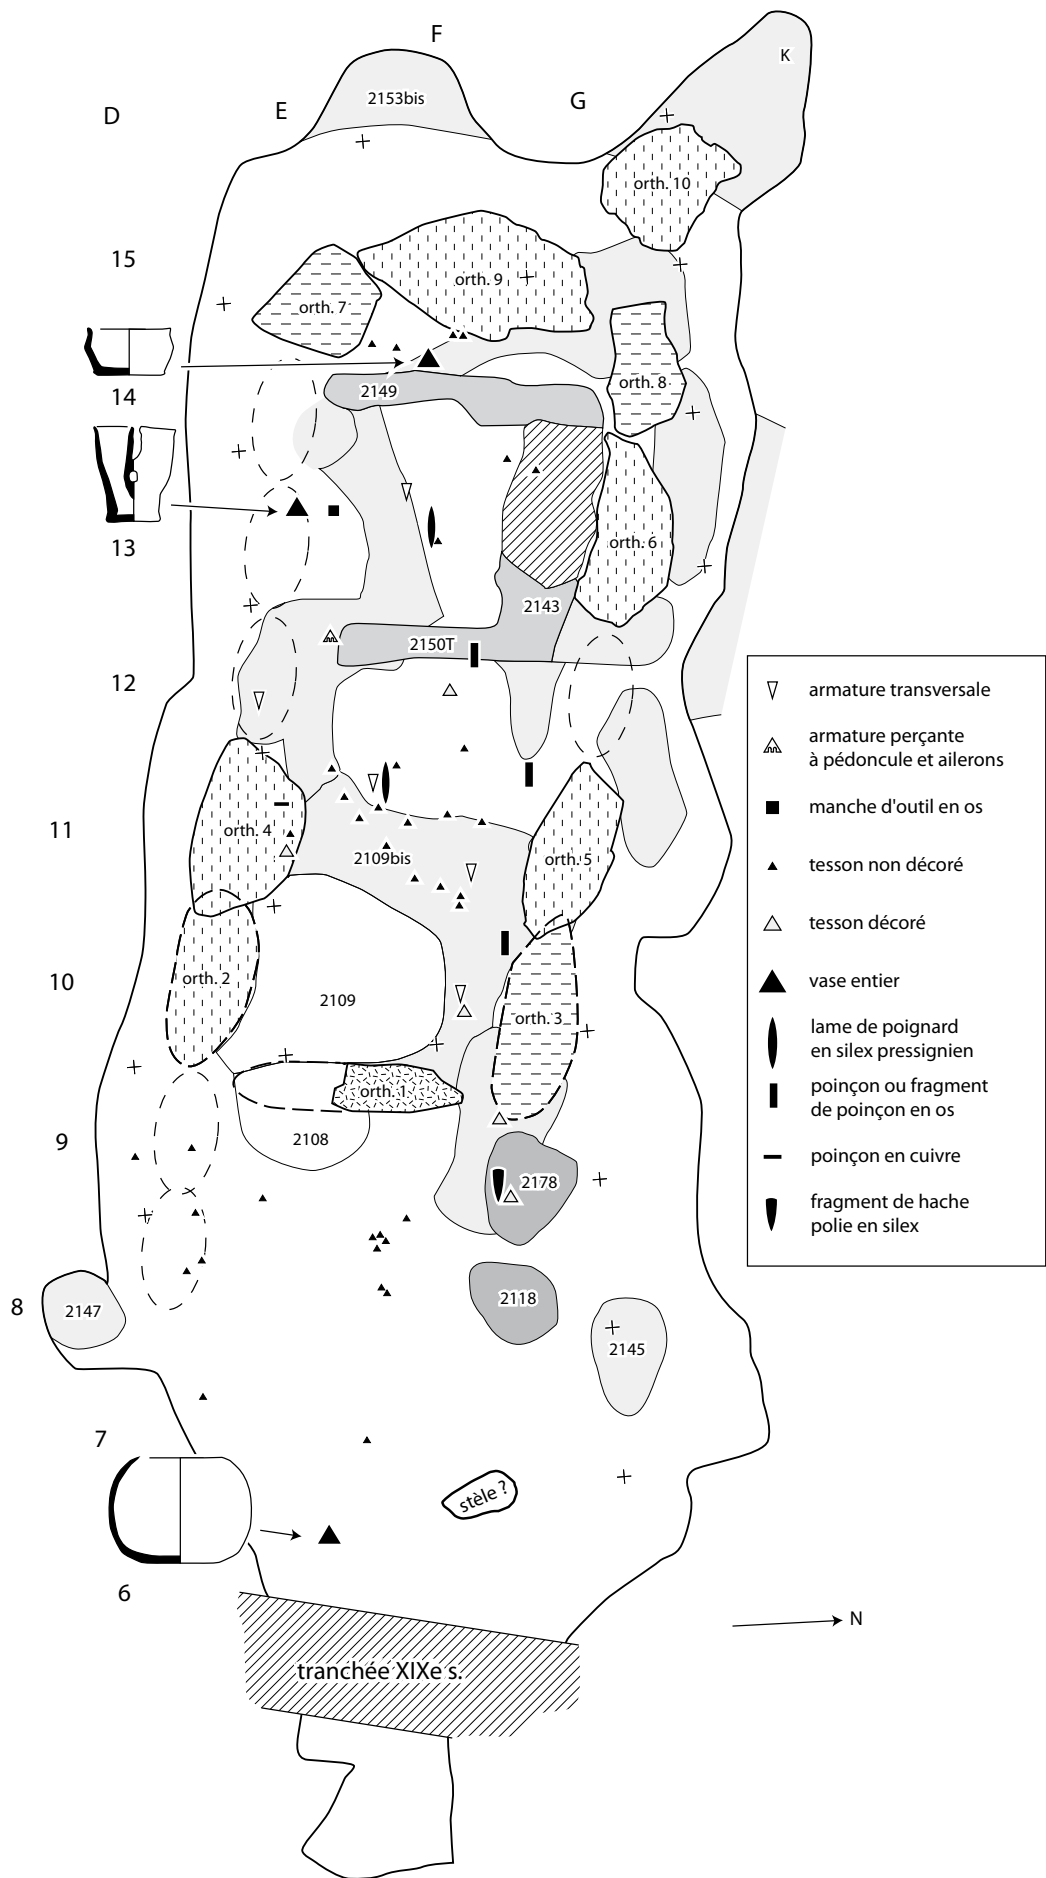 F
K
D
E
G
2153bis
orth. 10
15
orth. 9
orth. 7
14
2149
orth. 8
13
orth. 6
2143
2150T
12
armature transversale
armature perçante
à pédoncule et ailerons
manche d'outil en os
tesson non décoré
tesson décoré
vase entier
lame de poignard
en silex pressignien
poinçon ou fragment
de poinçon en os
poinçon en cuivre
fragment de hache
polie en silex
11
orth. 4
2109bis
orth. 5
10
orth. 2
2109
orth. 3
orth. 1
9
2108
2178
8
2147
2118
2145
7
stèle ?
6
N
tranchée XIXe s.